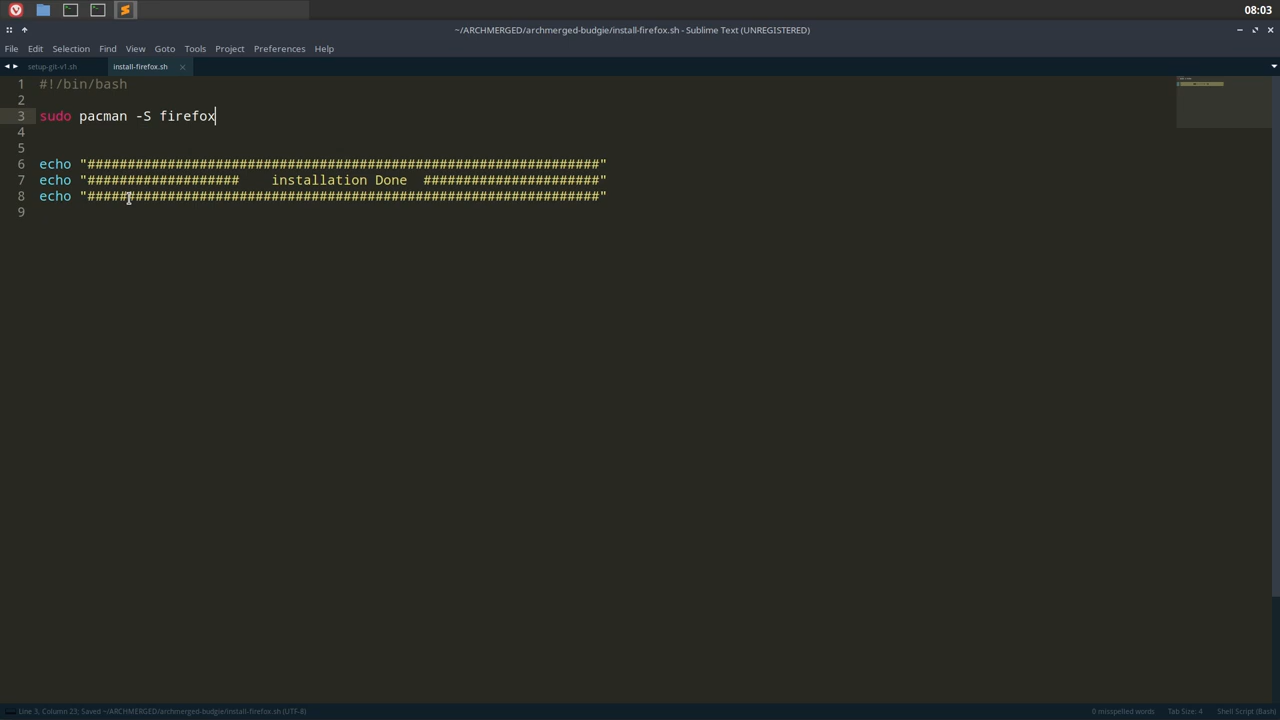 08:03
~/ARCHMERGED/archmerged-budgie/install-firefox.sh - Sublime Text (UNREGISTERED)
File Edit Selection Find View Goto Tools Project Preferences Help
setup-git-v1.sh install-firefox.sh
1 #!/bin/bash
2
3 sudo pacman -S firefox
4
5
6 echo "################################################################"
7 echo "###################    installation Done  ######################"
8 echo "################################################################"
9
Line 3, Column 23; Saved ~/ARCHMERGED/archmerged-budgie/install-firefox.sh (UTF-8) 0 misspelled words Tab Size: 4 Shell Script (Bash)